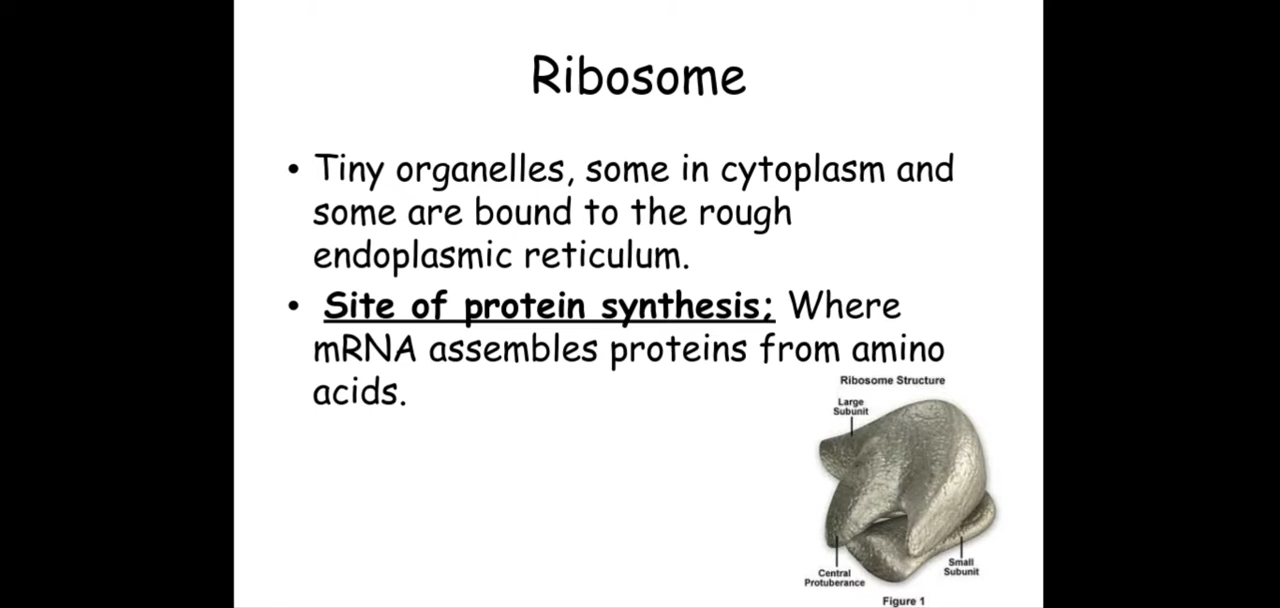 Ribosome
• Tiny organelles, some in cytoplasm and
some are bound to the rough
endoplasmic reticulum.
• Site of protein synthesis; Where
mRNA assembles proteins from amino
acids.
Ribosome Structure
Large
Subunit
Central
Protuberance
Small
Subunit
Figure 1